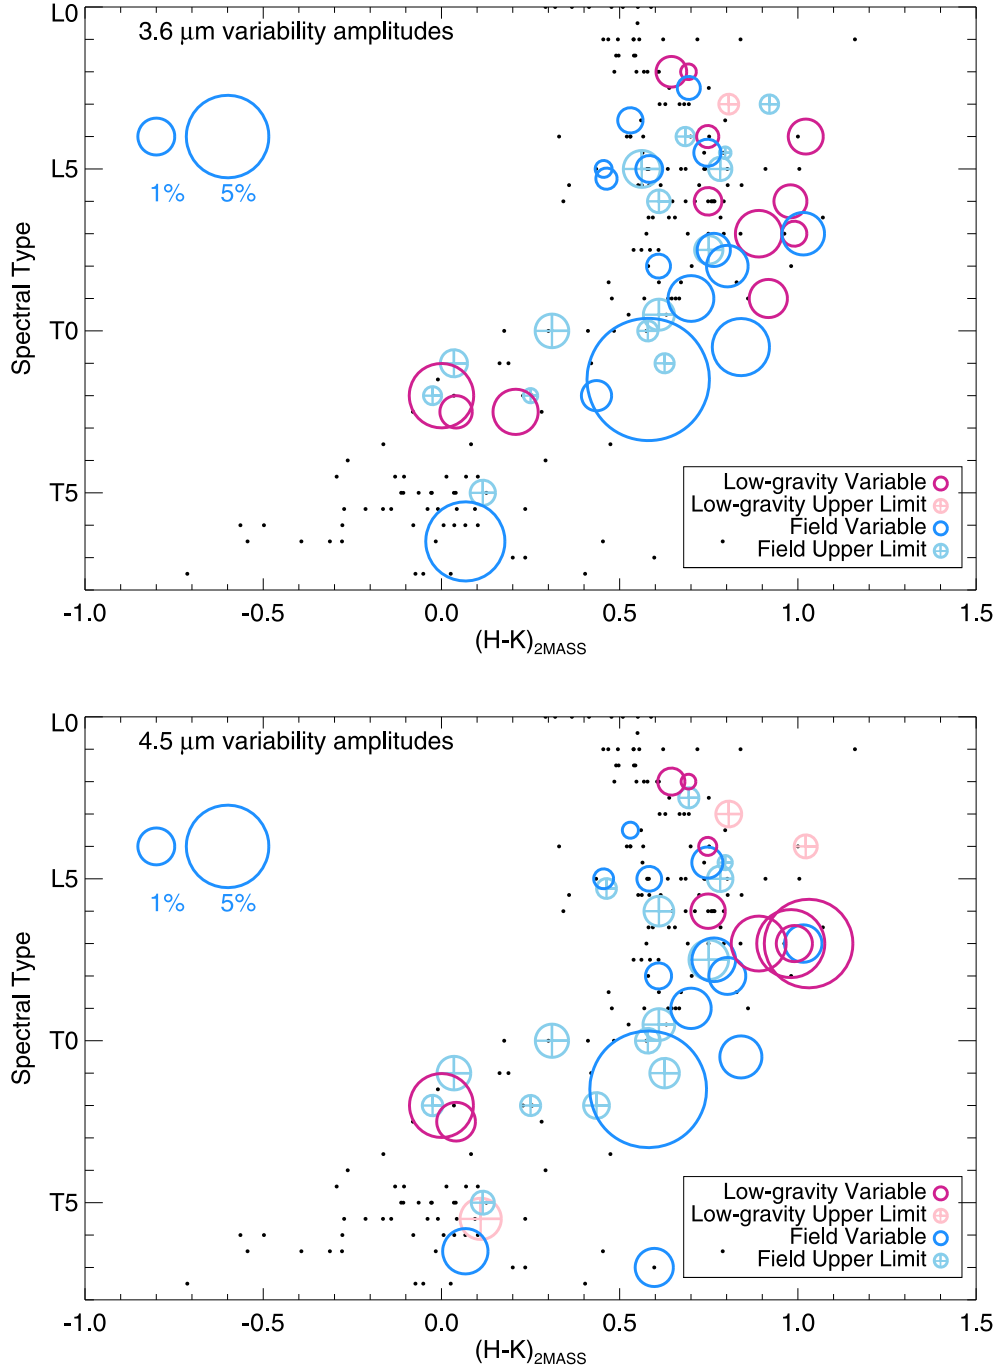 3.6 μm variability amplitudes
1% 5%
L0
L5
T0
T5
Spectral Type
Low-gravity Variable
Low-gravity Upper Limit
Field Variable
Field Upper Limit
-1.0 -0.5 0.0 0.5 1.0 1.5
(H-K)2MASS
4.5 μm variability amplitudes
1% 5%
L0
L5
T0
T5
Spectral Type
Low-gravity Variable
Low-gravity Upper Limit
Field Variable
Field Upper Limit
-1.0 -0.5 0.0 0.5 1.0 1.5
(H-K)2MASS